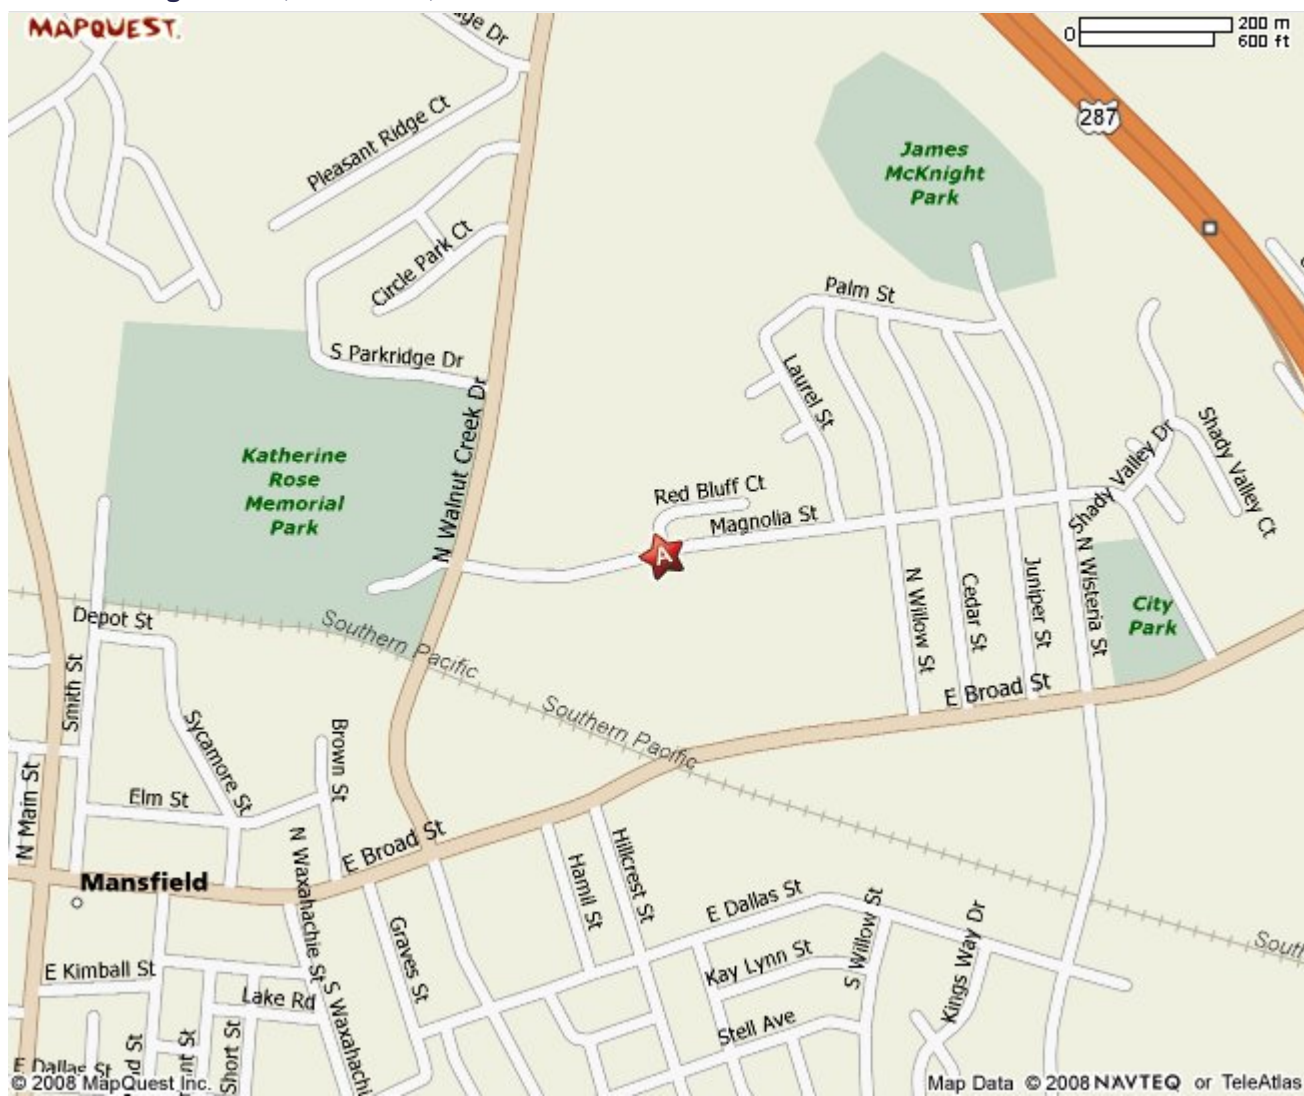 MAPQUEST.
0
200 m
600 ft
287
Pleasant Ridge Ct
James
McKnight
Park
Circle Park Ct
Palm St
S Parkridge Dr
Laurel St
N Walnut Creek Dr
Katherine
Rose
Memorial
Park
Shady Valley Dr
Shady Valley Ct
Red Bluff Ct
Magnolia St
A
N Willow St
Cedar St
Juniper St
N Wisteria St
City
Park
Depot St
Southern Pacific
Smith St
Southern Pacific
E Broad St
Sycamore St
Brown St
N Main St
Elm St
N Waxahachie St
E Broad St
Hamil St
Hillcrest St
Mansfield
E Dallas St
S Willow St
Kings Way Dr
Graves St
Kay Lynn St
E Kimball St
Lake Rd
S Waxahachi
Stell Ave
Short St
E Dallas St
© 2008 MapQuest Inc.
Map Data © 2008 NAVTEQ or TeleAtlas